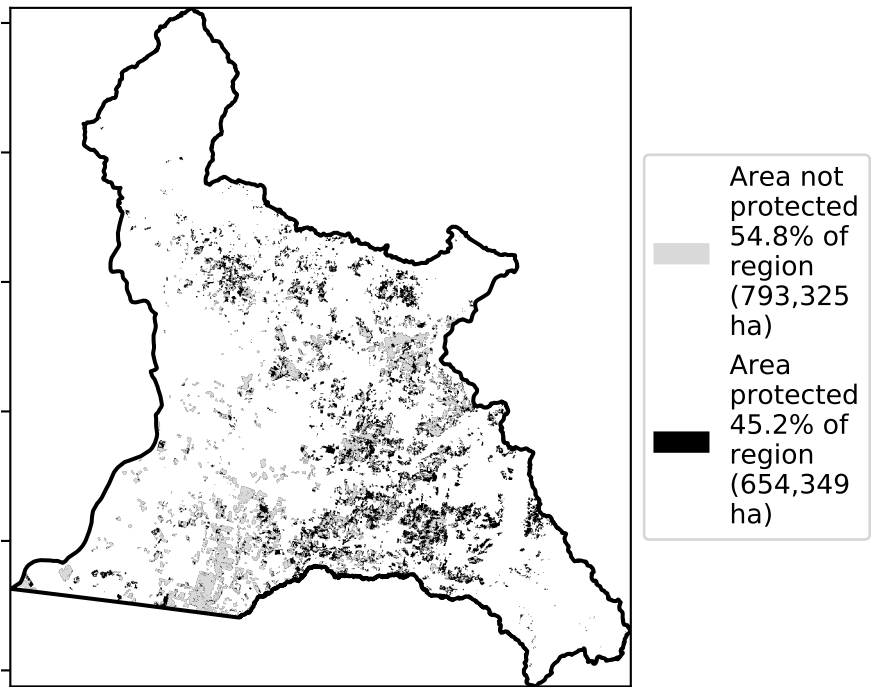 Area not
protected
54.8% of
region
(793,325
ha)
Area
protected
45.2% of
region
(654,349
ha)